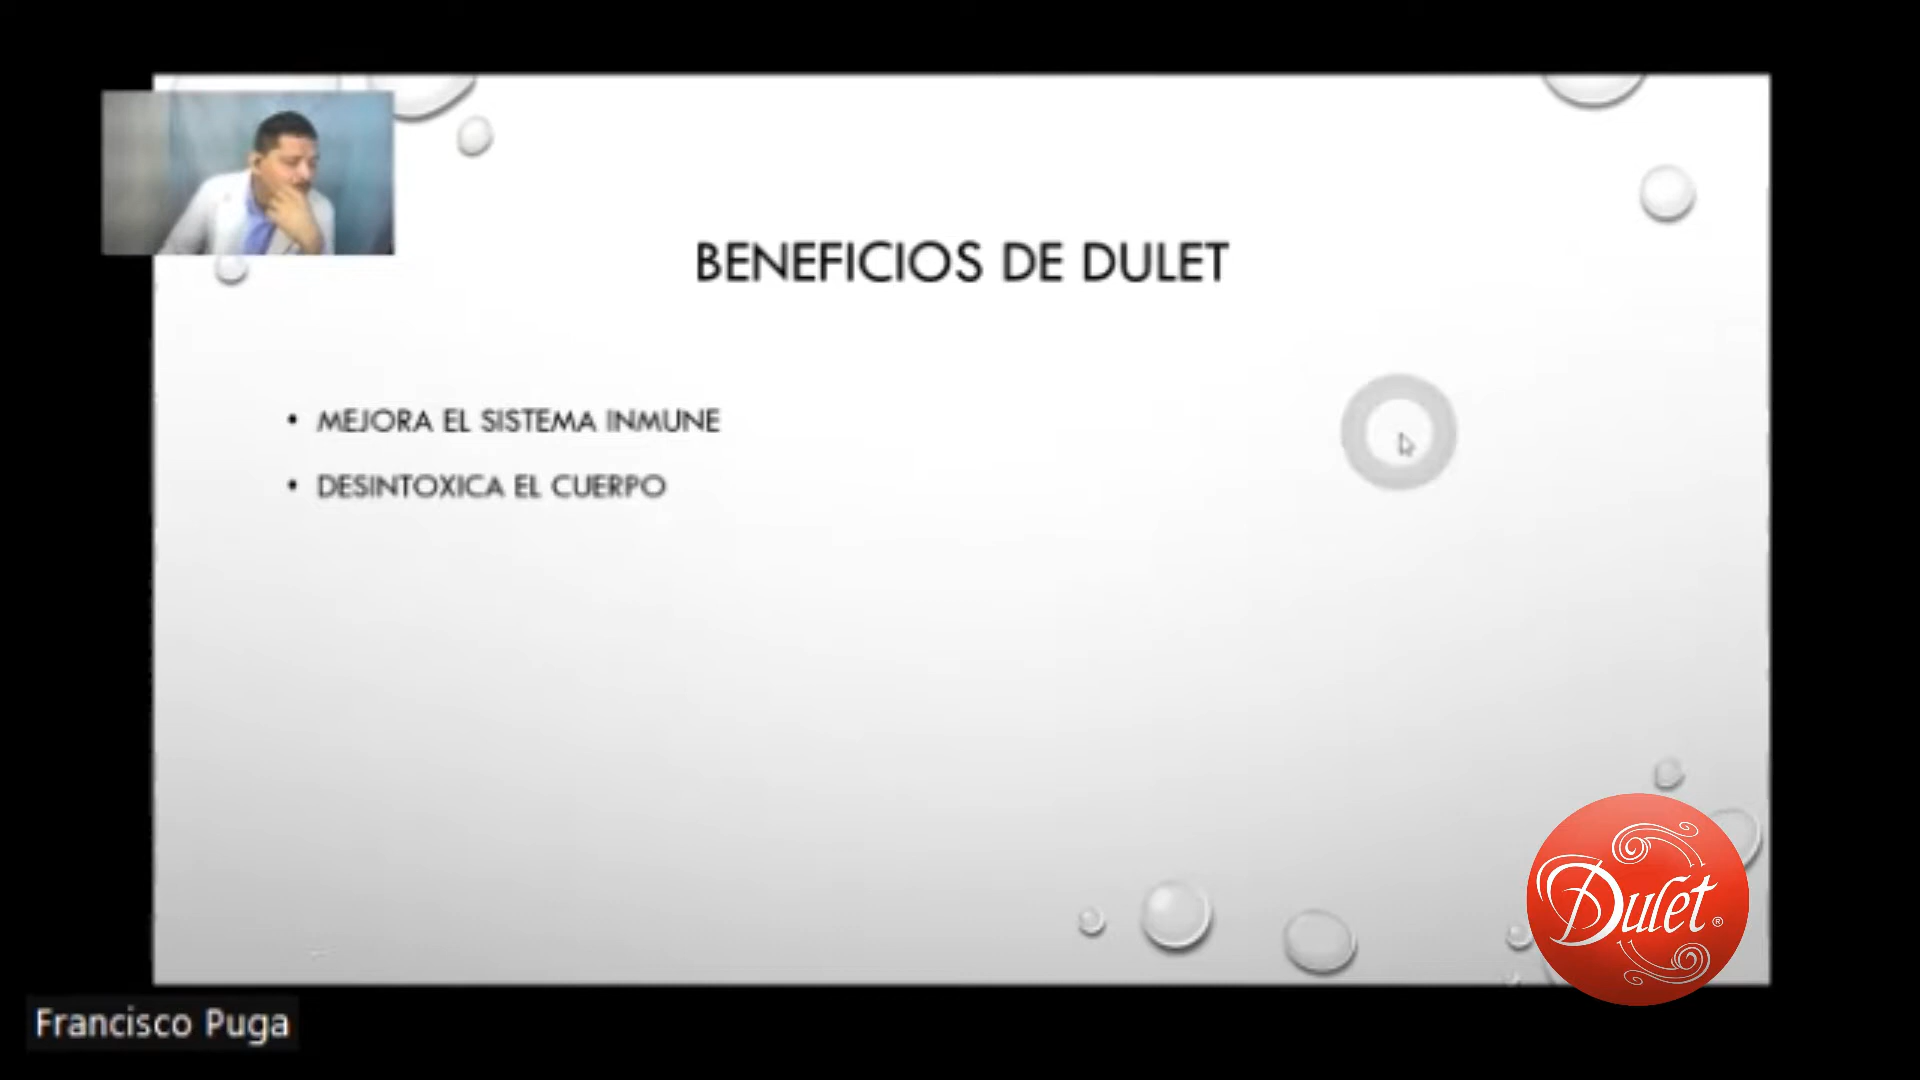 BENEFICIOS DE DULET
• MEJORA EL SISTEMA INMUNE
• DESINTOXICA EL CUERPO
Dulet®
Francisco Puga